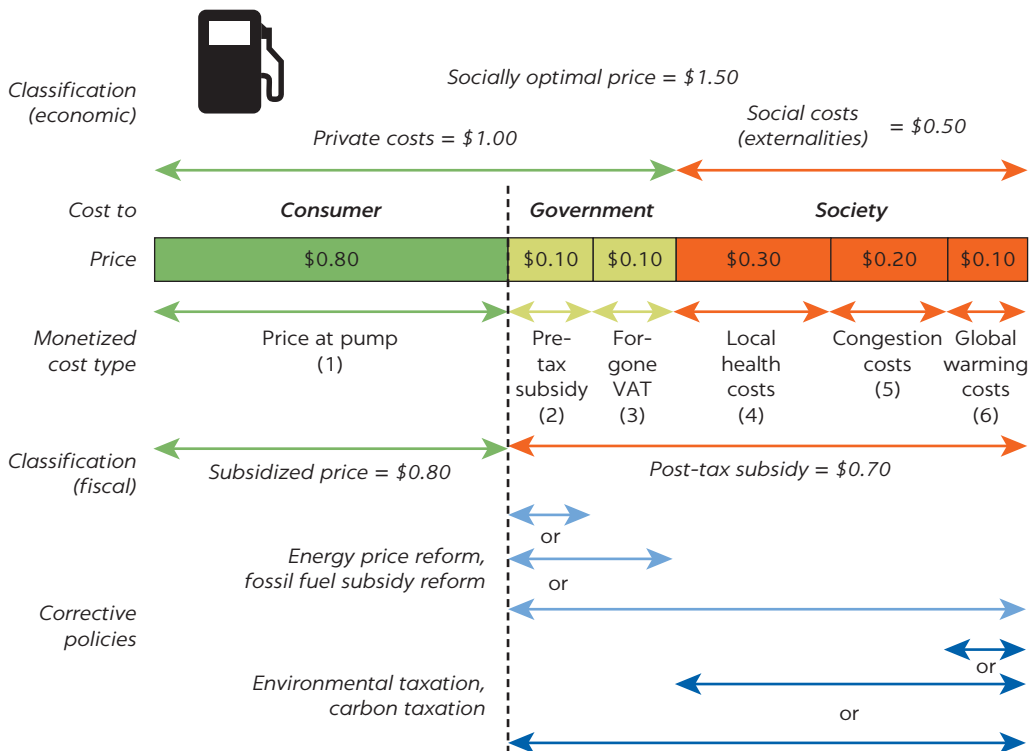 Classification
(economic)
Socially optimal price = $1.50
Private costs = $1.00
Social costs
(externalities)
= $0.50
Cost to
Consumer
Government
Society
Price
$0.80
$0.10
$0.10
$0.30
$0.20
$0.10
Monetized
cost type
Price at pump
(1)
Pre-
tax
subsidy
(2)
For-
gone
VAT
(3)
Local
health
costs
(4)
Congestion
costs
(5)
Global
warming
costs
(6)
Classification
(fiscal)
Subsidized price = $0.80
Post-tax subsidy = $0.70
or
Energy price reform,
fossil fuel subsidy reform
or
Corrective
policies
or
Environmental taxation,
carbon taxation
or